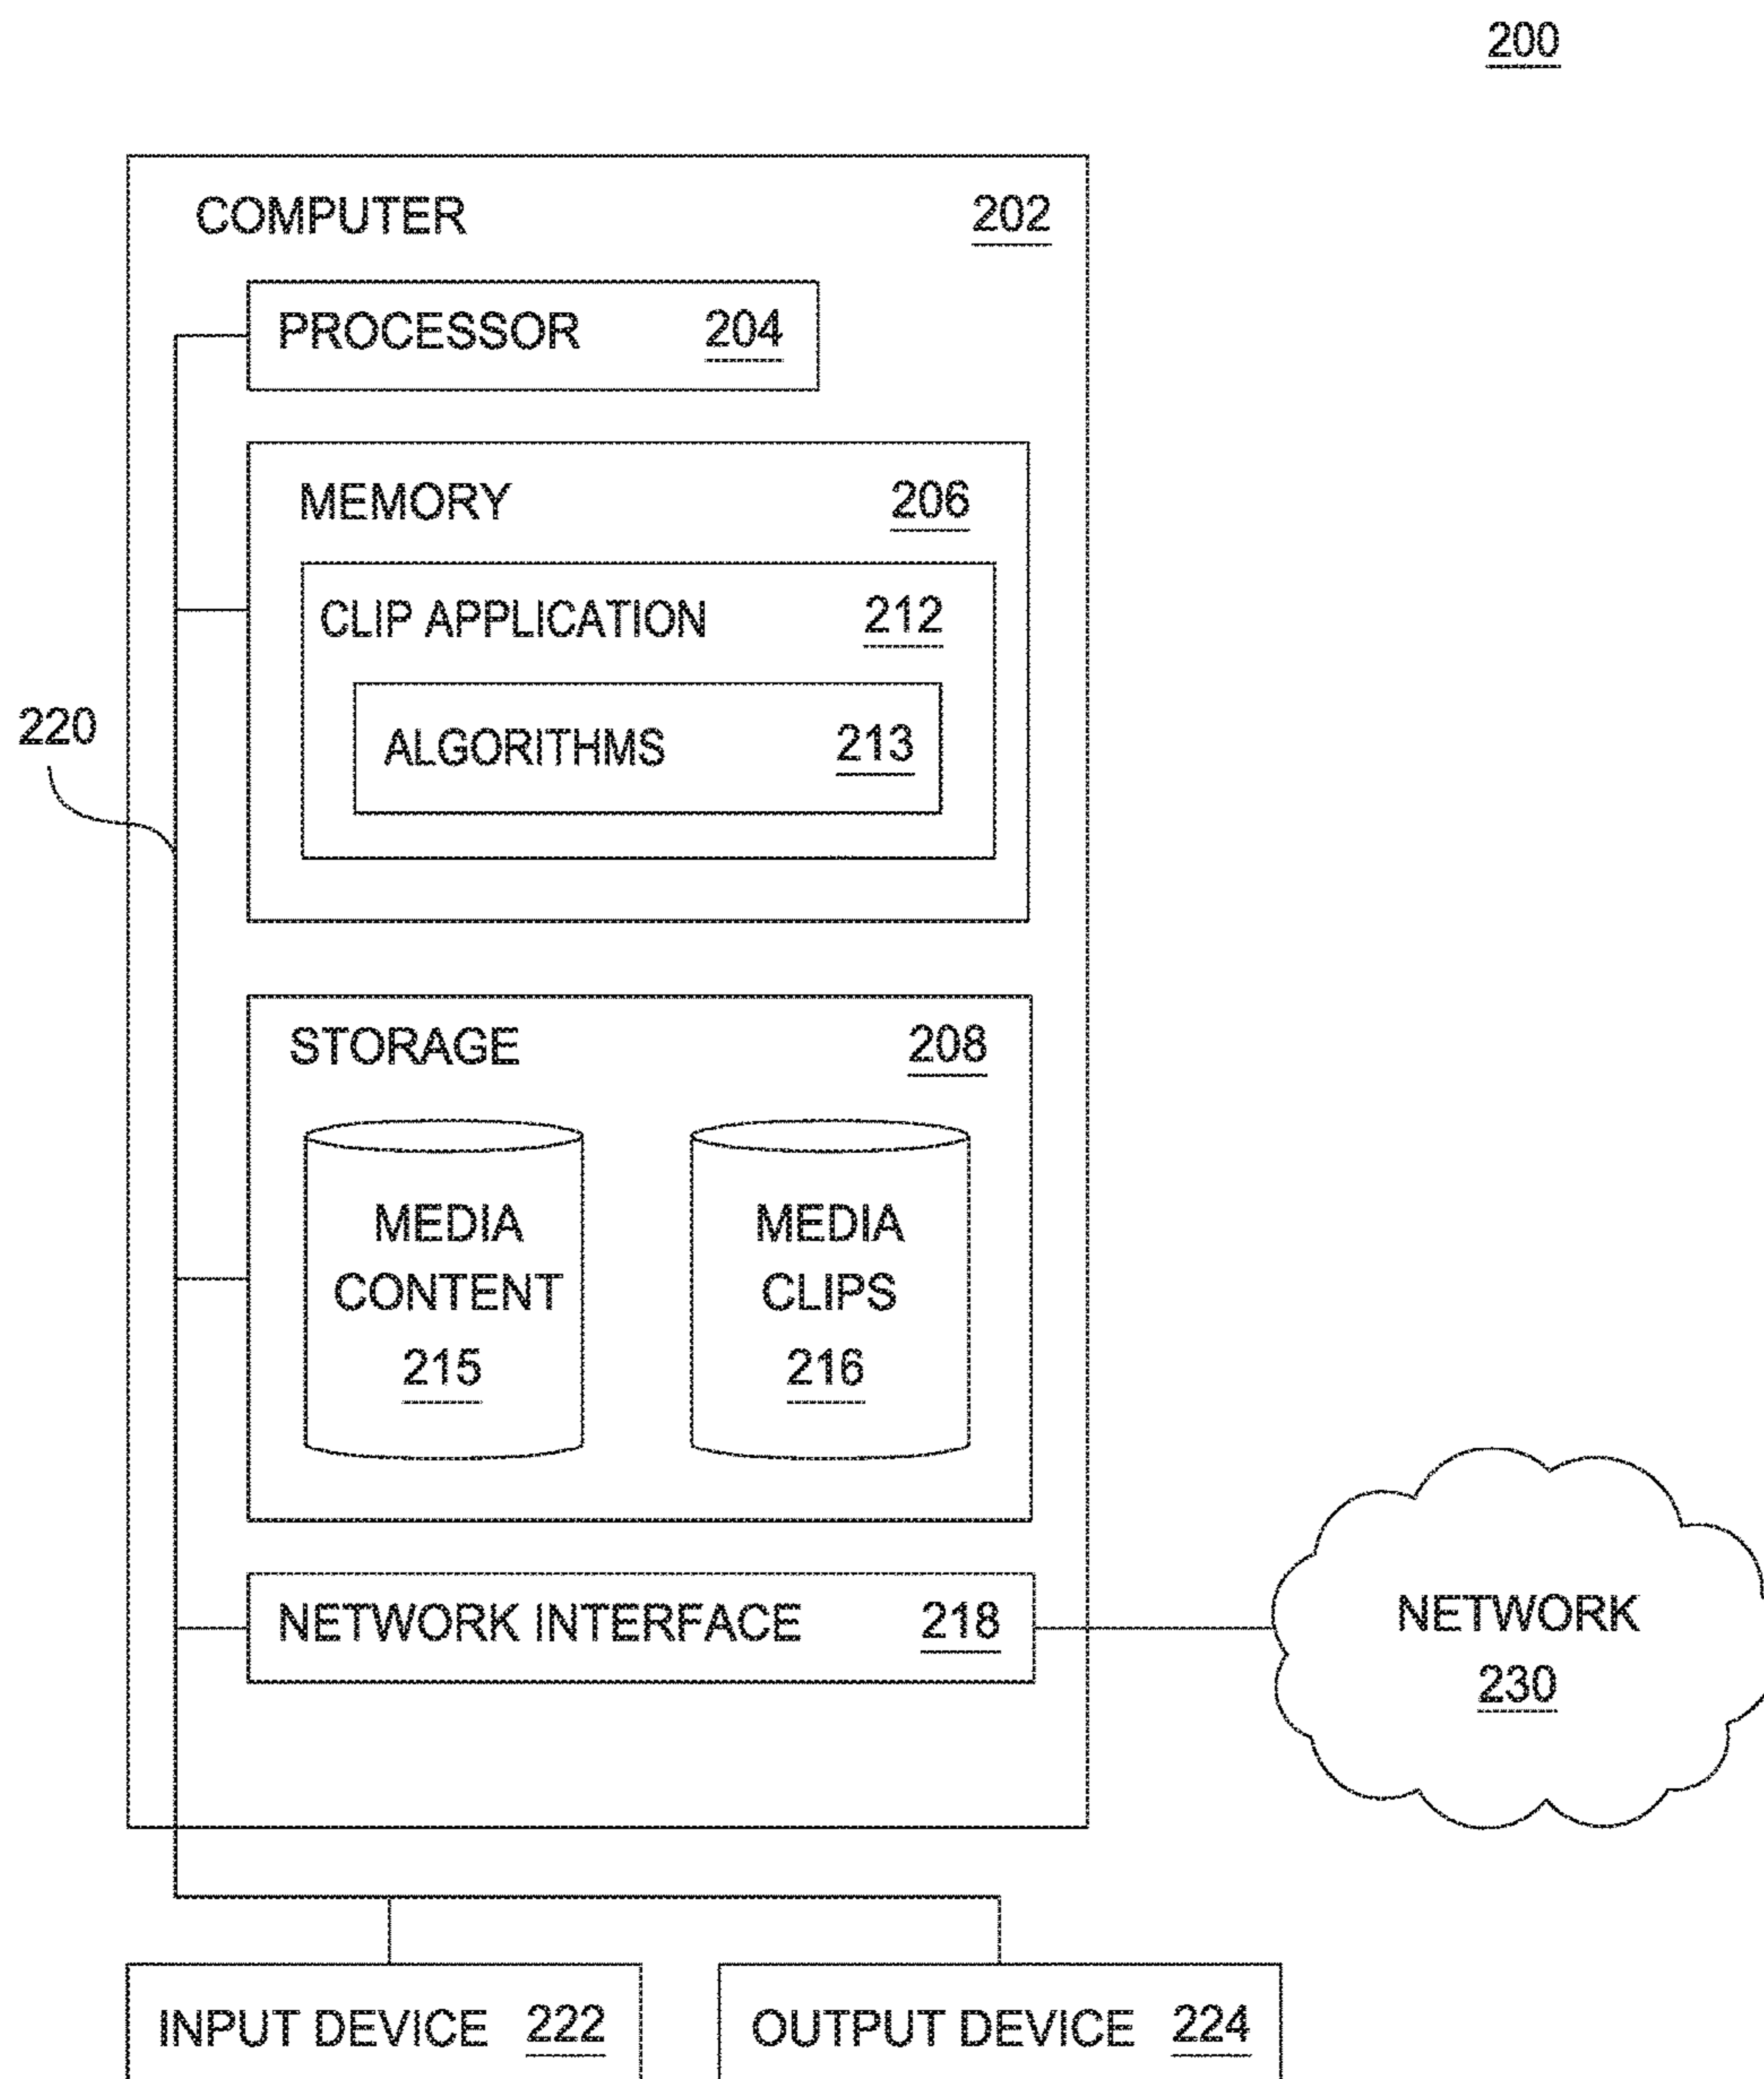 200
COMPUTER 202
PROCESSOR 204
MEMORY 206
CLIP APPLICATION 212
220
ALGORITHMS 213
STORAGE 208
MEDIA CONTENT 215
MEDIA CLIPS 216
NETWORK INTERFACE 218
NETWORK 230
INPUT DEVICE 222
OUTPUT DEVICE 224